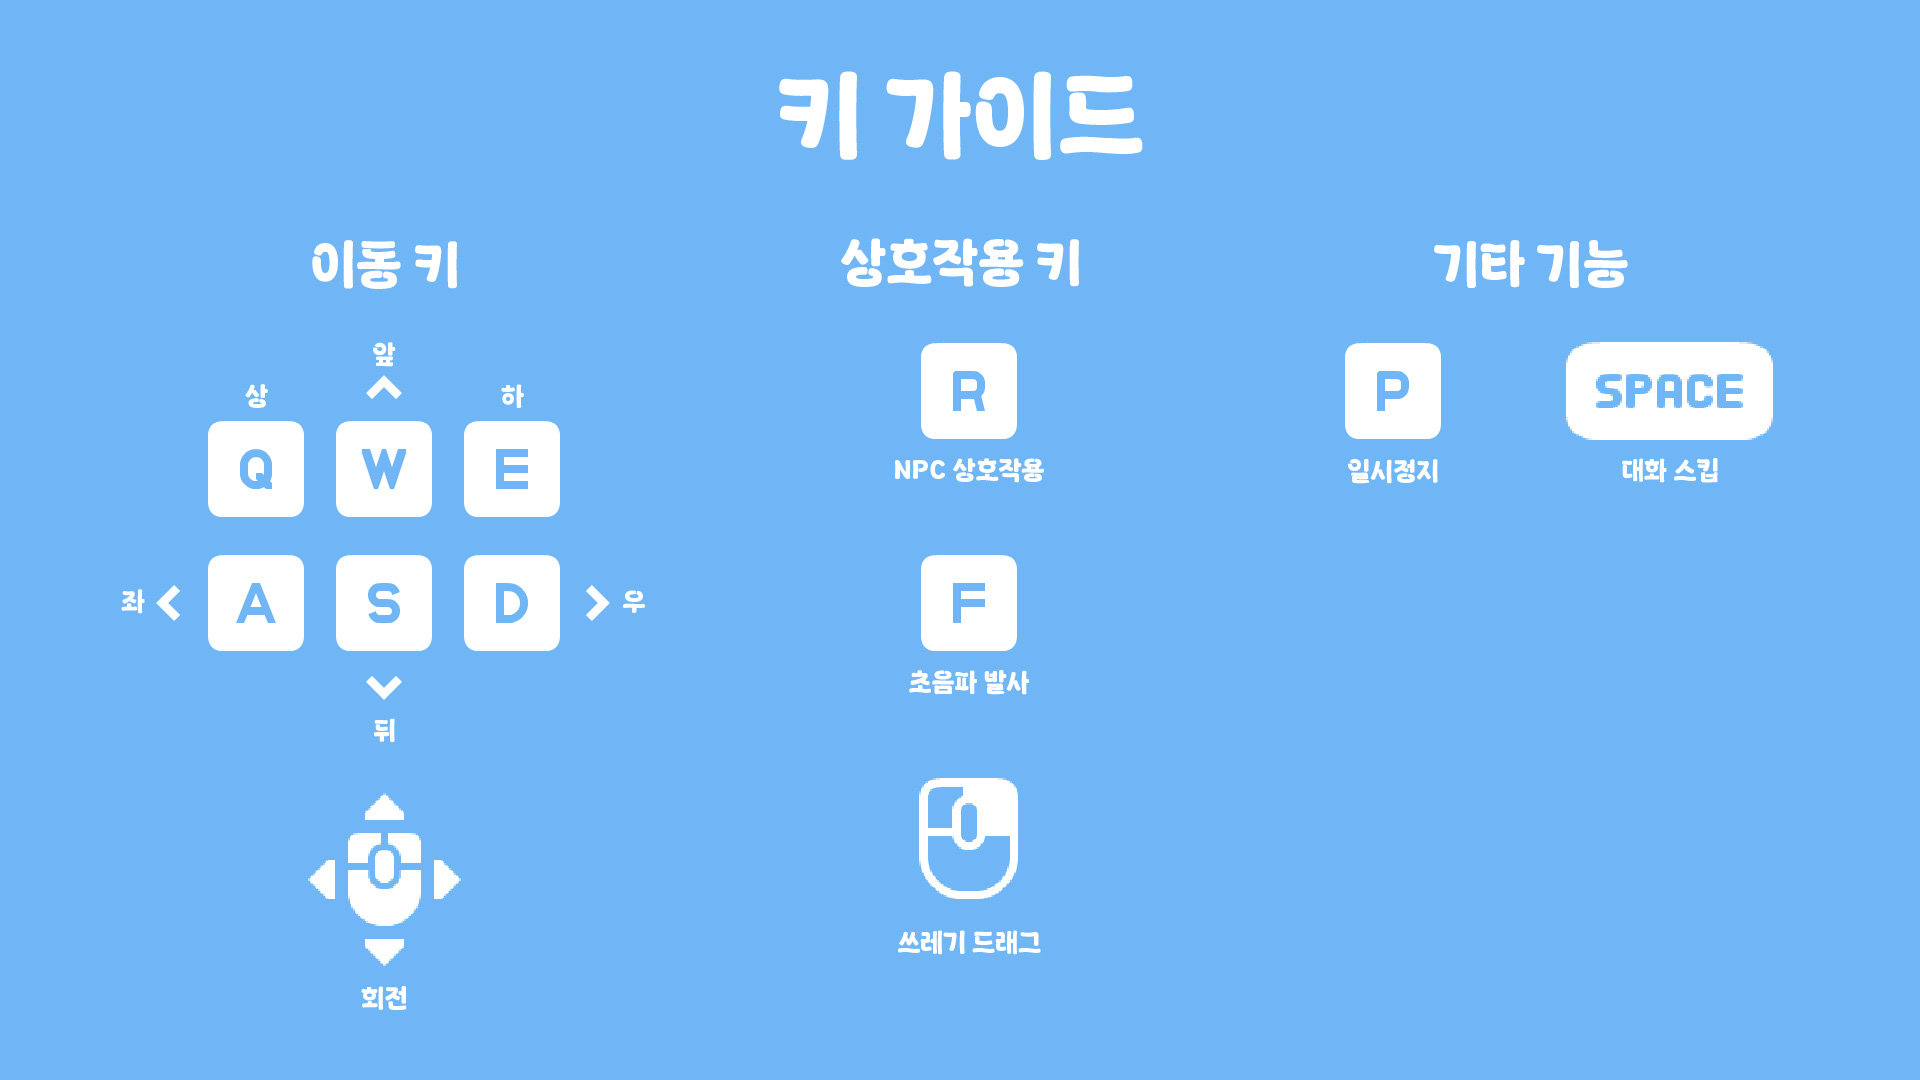 키 가이드
이동 키
앞
상
하
Q
W
E
좌
A
S
D
우
뒤
회전
상호작용 키
R
NPC 상호작용
F
초음파 발사
쓰레기 드래그
기타 기능
P
일시정지
SPACE
대화 스킵